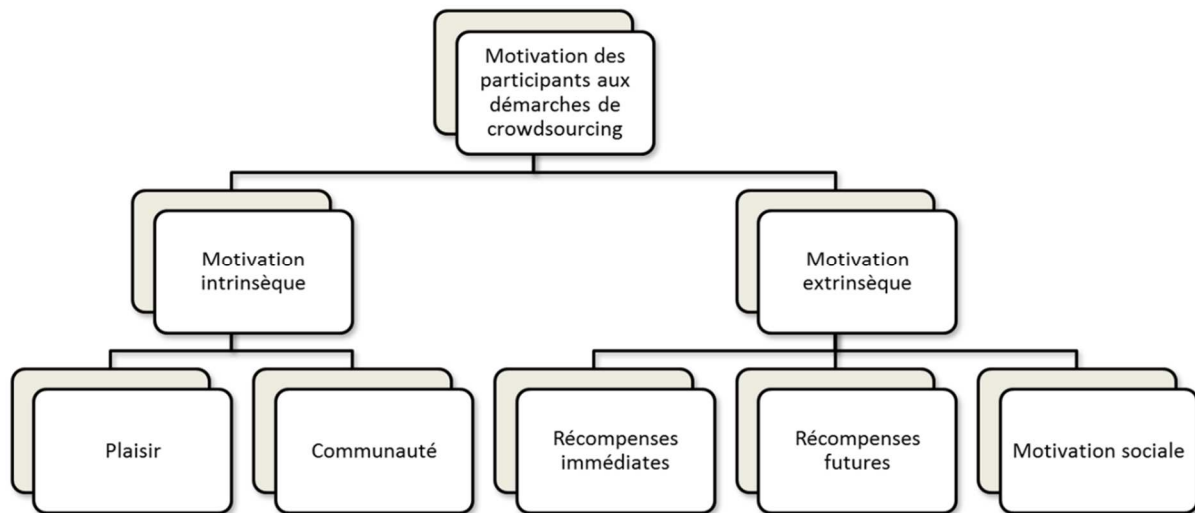 Motivation des
participants aux
démarches de
crowdsourcing
Motivation
intrinsèque
Motivation
extrinsèque
Plaisir
Communauté
Récompenses
immédiates
Récompenses
futures
Motivation sociale